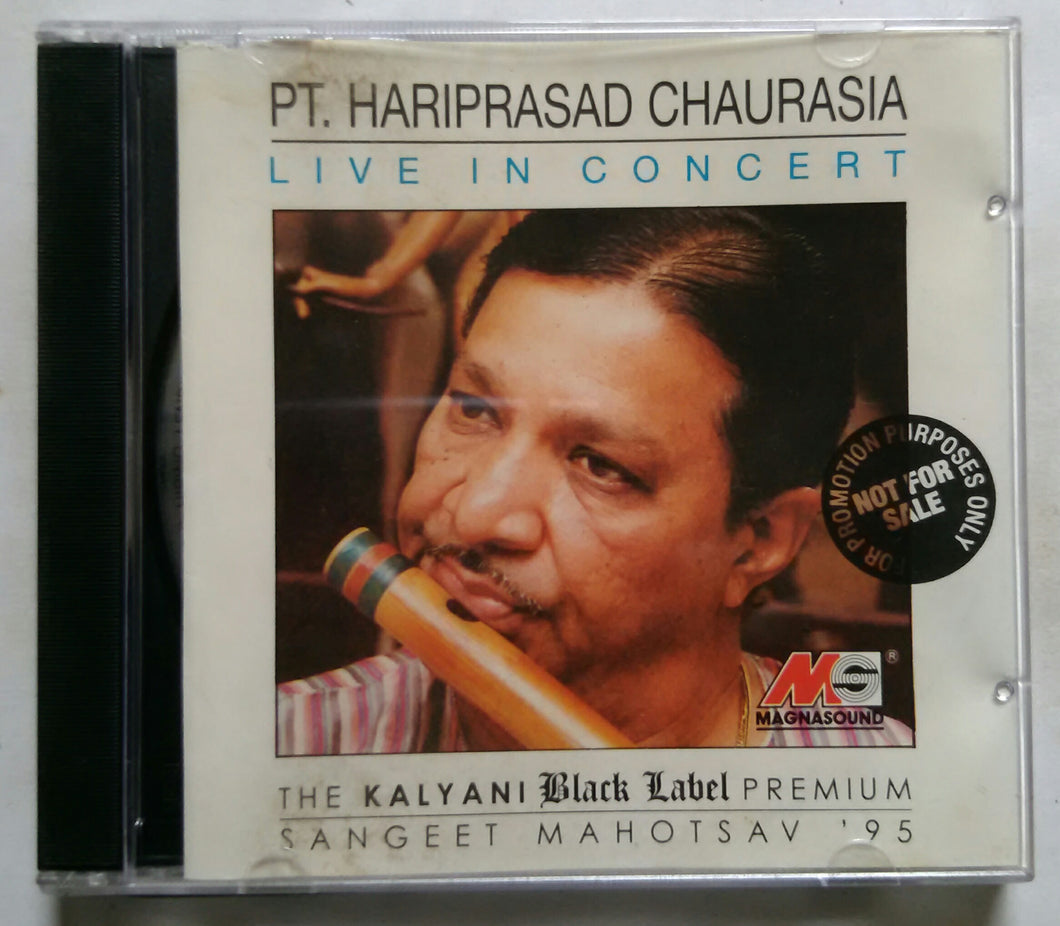 PT. HARIPRASAD CHAURASIA
LIVE IN CONCERT
FOR PROMOTION PURPOSES ONLY
NOT FOR
SALE
MAGNASOUND
®
THE KALYANI Black Label PREMIUM
SANGEET MAHOTSAV '95